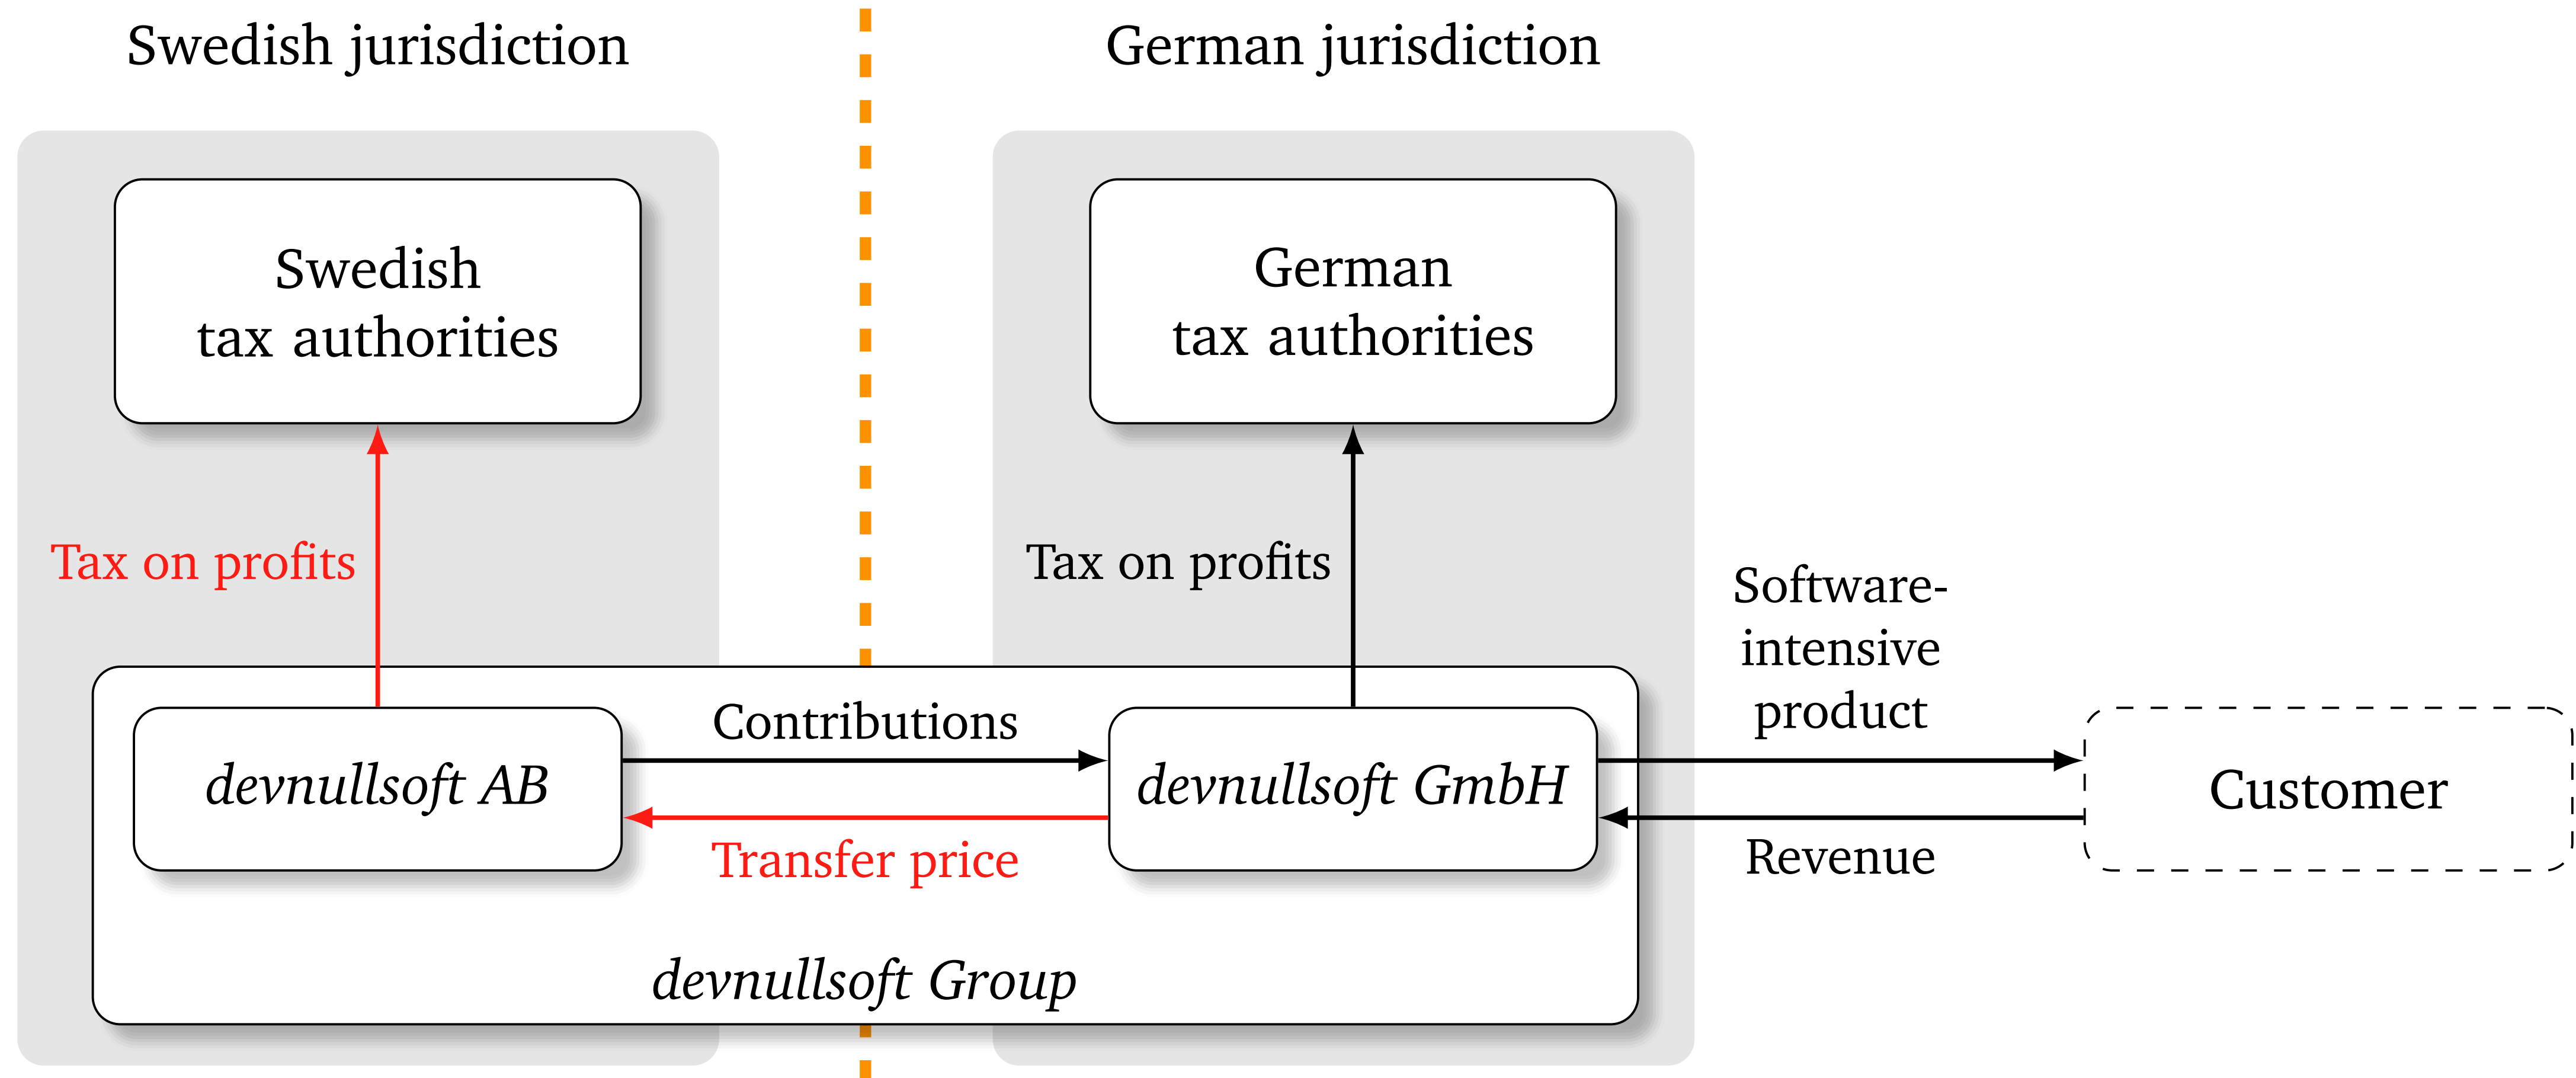 Swedish jurisdiction
German jurisdiction
Swedish
tax authorities
German
tax authorities
Tax on profits
Tax on profits
Software-
intensive
product
Contributions
devnullsoft AB
devnullsoft GmbH
Customer
Transfer price
Revenue
devnullsoft Group